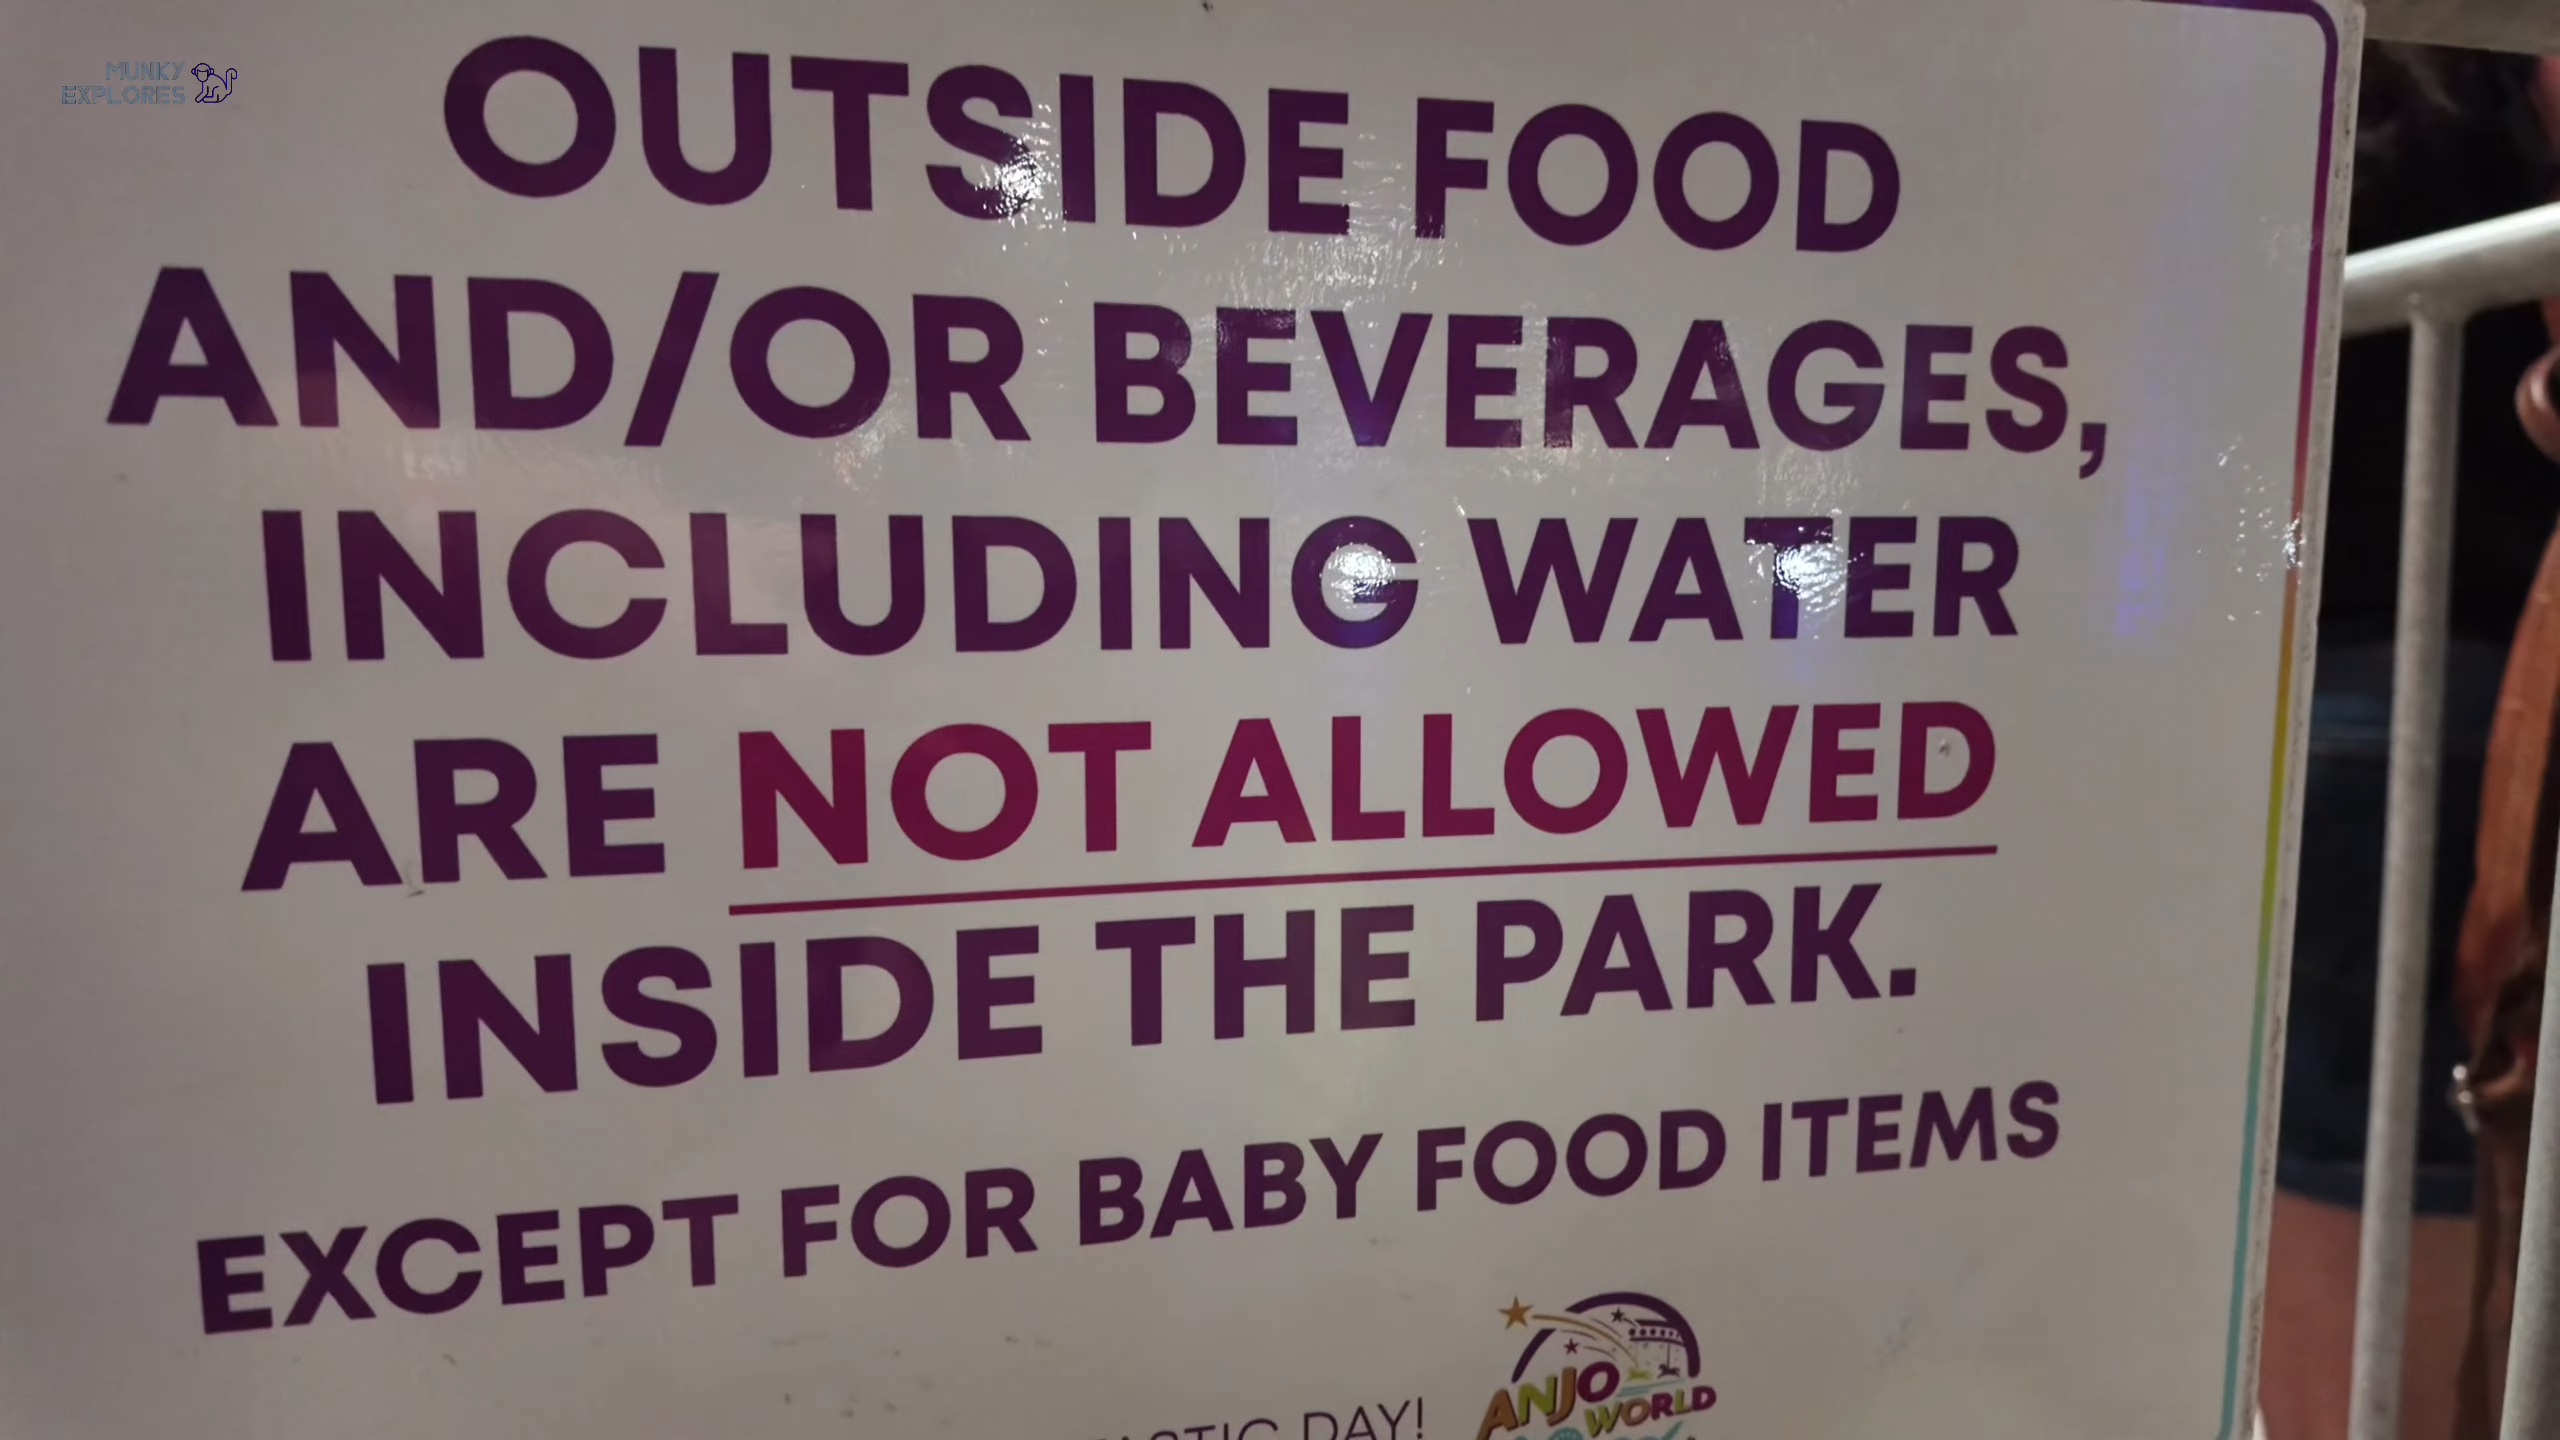 MUNKY
EXPLORES
OUTSIDE FOOD
AND/OR BEVERAGES,
INCLUDING WATER
ARE NOT ALLOWED
INSIDE THE PARK.
EXCEPT FOR BABY FOOD ITEMS
DAY!
ANJO
WORLD